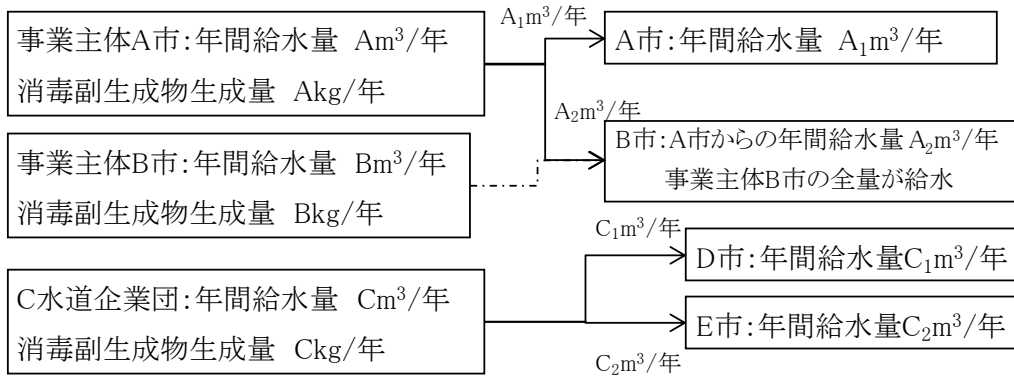 事業主体A市:年間給水量 Am³/年
消毒副生成物生成量 Akg/年
A₁m³/年
A市:年間給水量 A₁m³/年
A₂m³/年
B市:A市からの年間給水量 A₂m³/年
事業主体B市の全量が給水
事業主体B市:年間給水量 Bm³/年
消毒副生成物生成量 Bkg/年
C₁m³/年
D市:年間給水量C₁m³/年
C水道企業団:年間給水量 Cm³/年
消毒副生成物生成量 Ckg/年
E市:年間給水量C₂m³/年
C₂m³/年